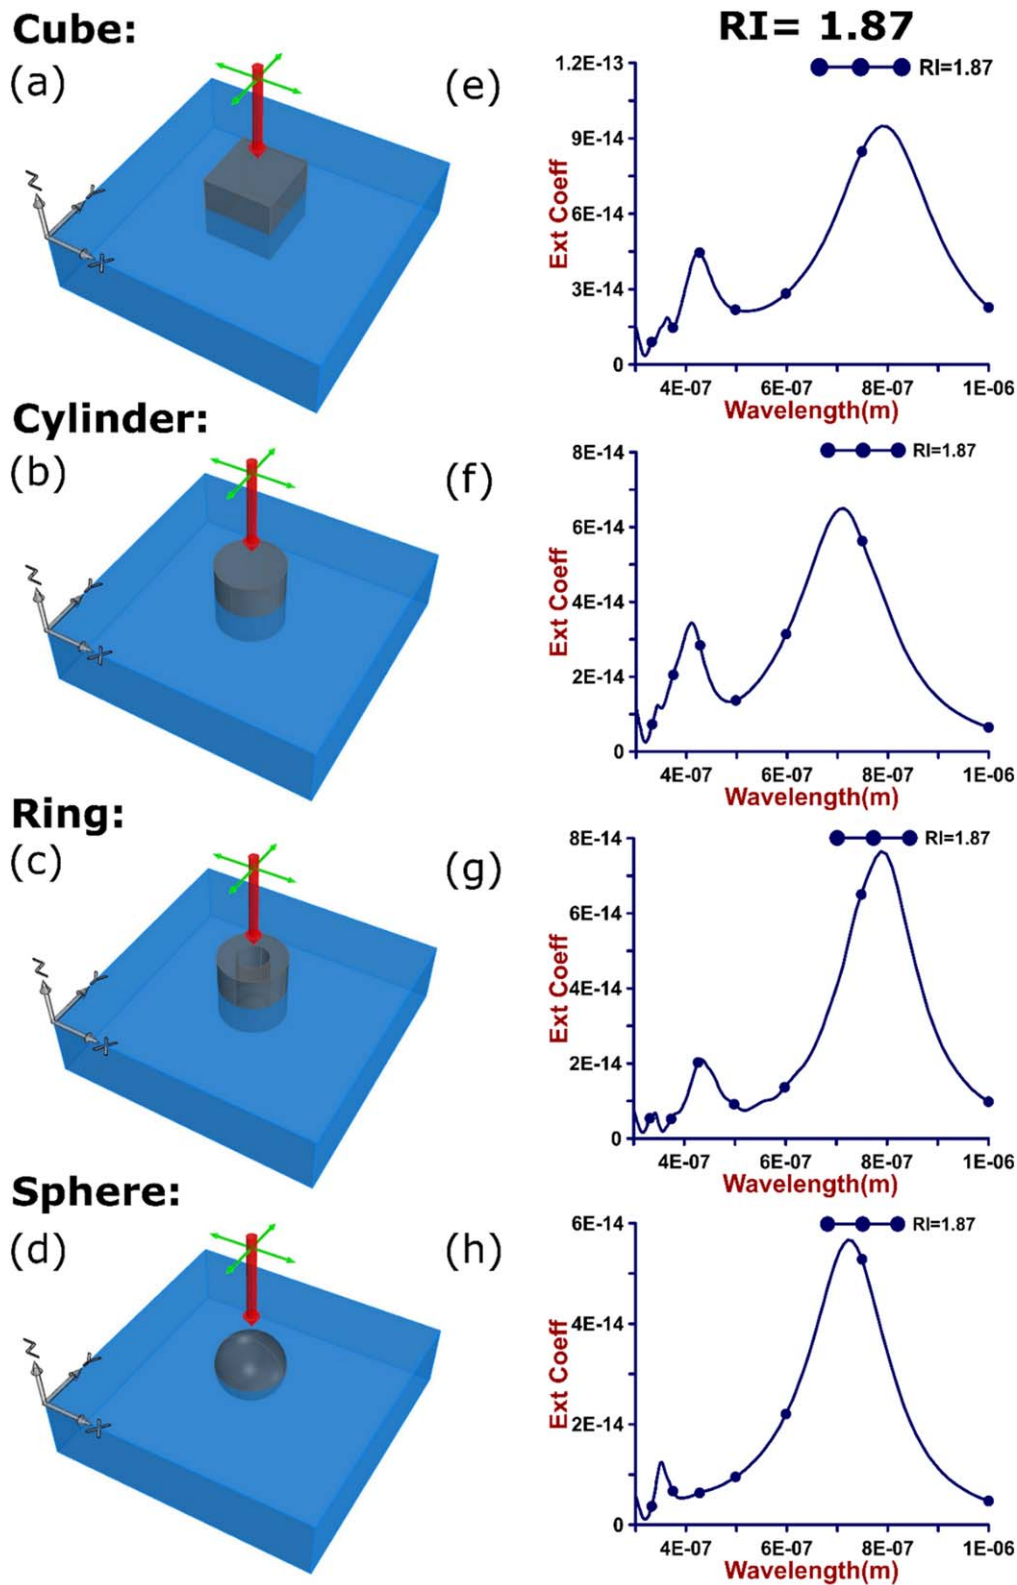 Cube:
RI= 1.87
(a)
Z
Y
X
(e)
RI=1.87
1.2E-13
9E-14
6E-14
3E-14
0
Ext Coeff
4E-07 6E-07 8E-07 1E-06
Wavelength(m)
Cylinder:
(b)
Z
Y
X
(f)
RI=1.87
8E-14
6E-14
4E-14
2E-14
0
Ext Coeff
4E-07 6E-07 8E-07 1E-06
Wavelength(m)
Ring:
(c)
Z
Y
X
(g)
RI=1.87
8E-14
6E-14
4E-14
2E-14
0
Ext Coeff
4E-07 6E-07 8E-07 1E-06
Wavelength(m)
Sphere:
(d)
Z
Y
X
(h)
RI=1.87
6E-14
4E-14
2E-14
0
Ext Coeff
4E-07 6E-07 8E-07 1E-06
Wavelength(m)